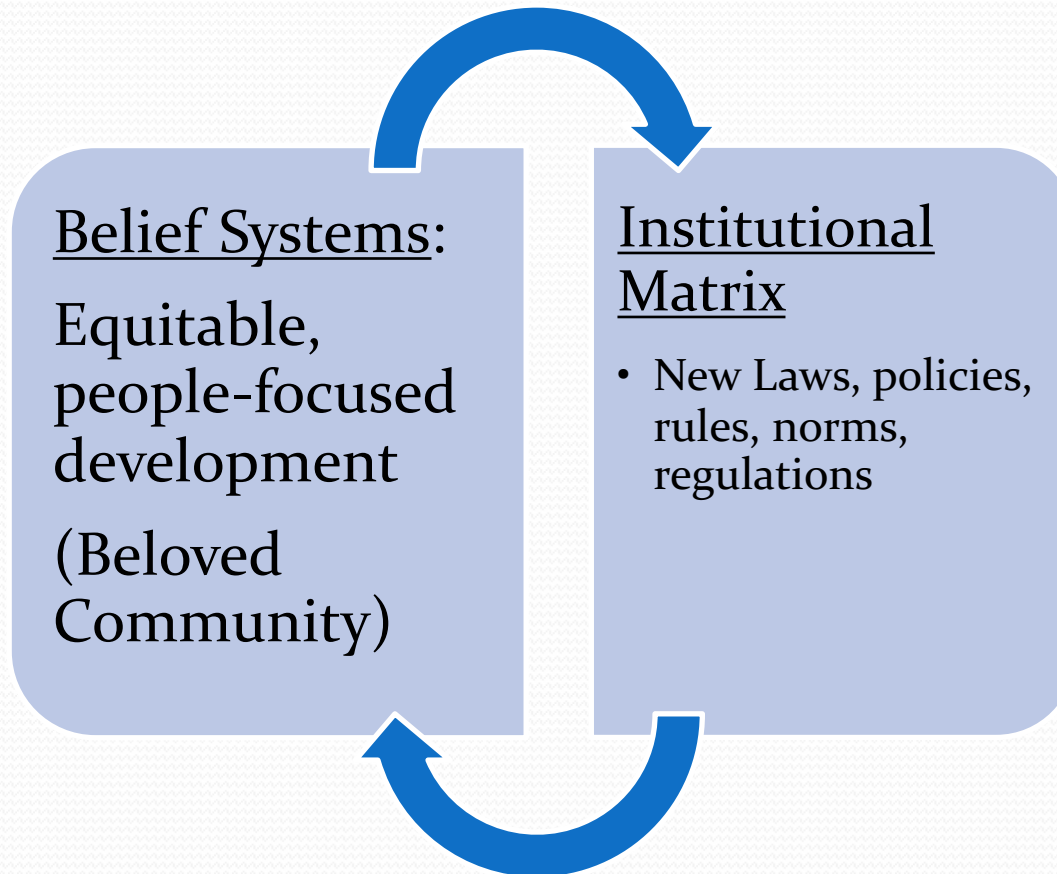 Belief Systems:
Equitable,
people-focused
development
(Beloved
Community)
Institutional
Matrix
• New Laws, policies,
rules, norms,
regulations